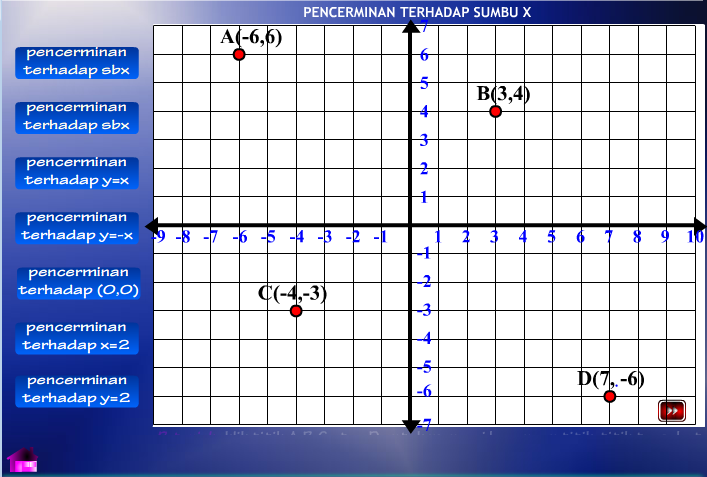 PENCERMINAN TERHADAP SUMBU X
pencerminan
terhadap sbx
pencerminan
terhadap sbx
pencerminan
terhadap y=x
pencerminan
terhadap y=-x
pencerminan
terhadap (0,0)
pencerminan
terhadap x=2
pencerminan
terhadap y=2
7
A(-6,6)
6
5
B(3,4)
4
3
2
1
-9 -8 -7 -6 -5 -4 -3 -2 -1 1 2 3 4 5 6 7 8 9 10
-1
-2
C(-4,-3)
-3
-4
-5
D(7, -6)
-6
-7